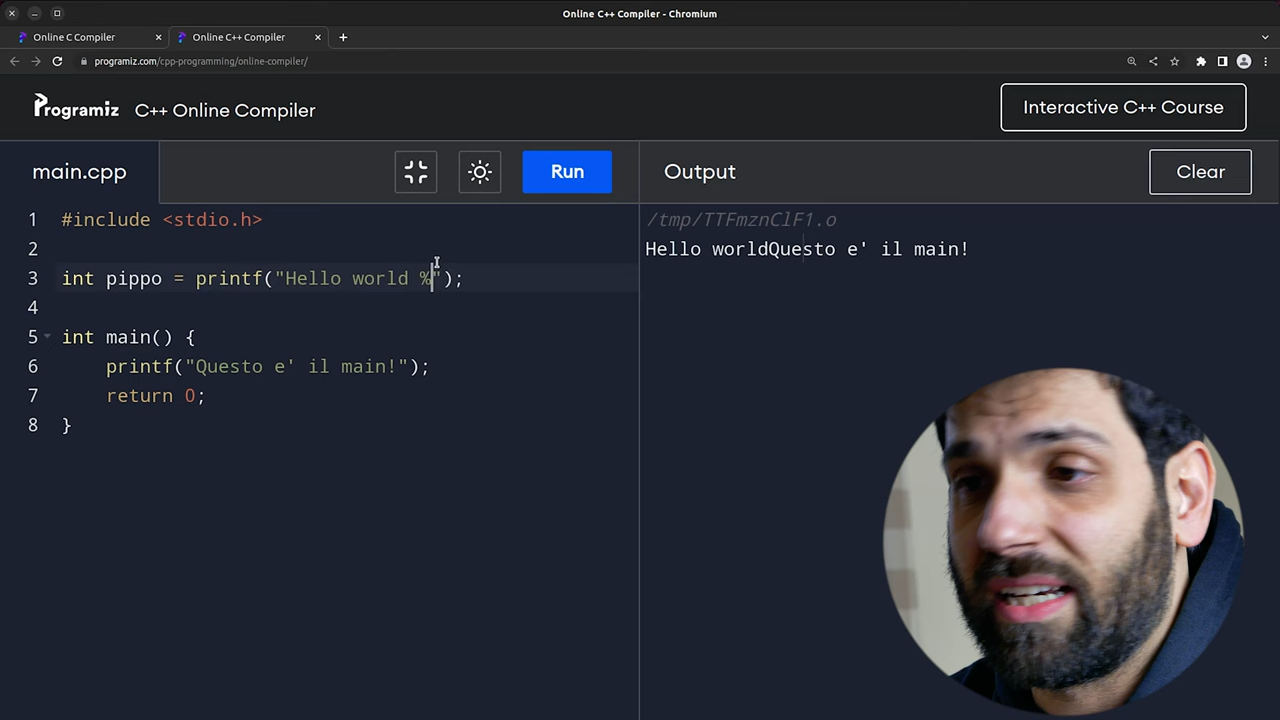 Online C++ Compiler - Chromium
Online C Compiler
Online C++ Compiler
programiz.com/cpp-programming/online-compiler/
Programiz C++ Online Compiler
Interactive C++ Course
main.cpp
Run
Output
Clear
1 #include <stdio.h>
2
3 int pippo = printf("Hello world %");
4
5 int main() {
6 printf("Questo e' il main!");
7 return 0;
8 }
/tmp/TTFmznClF1.o
Hello worldQuesto e' il main!